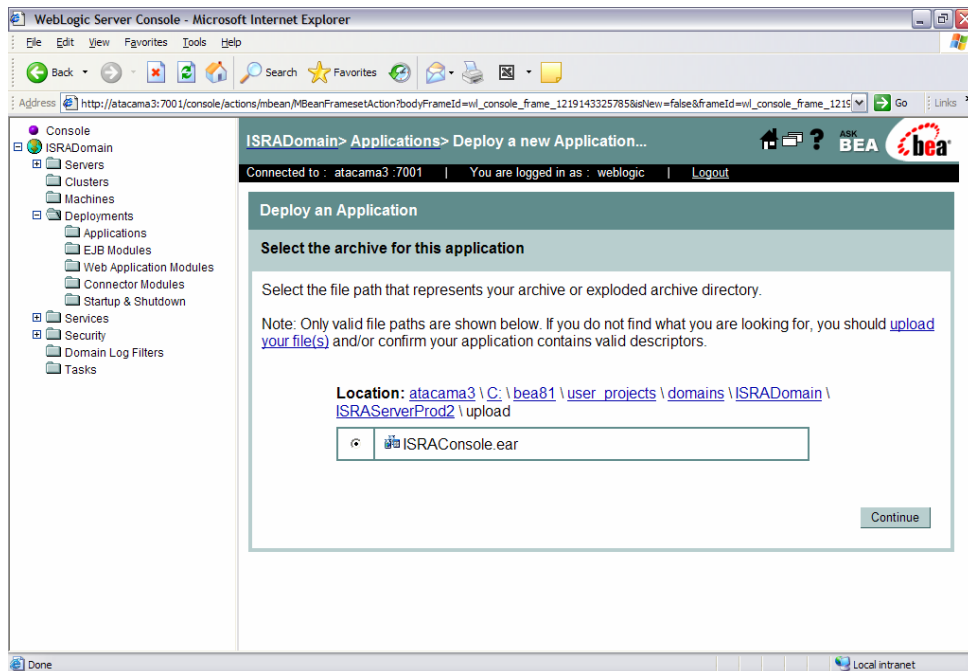 WebLogic Server Console - Microsoft Internet Explorer
File Edit View Favorites Tools Help
Back Search Favorites
Address http://atacama3:7001/console/actions/mbean/MBeanFramesetAction?bodyFrameId=wl_console_frame_1219143325785&isNew=false&frameId=wl_console_frame_1219 Go Links
Console
ISRADomain
Servers
Clusters
Machines
Deployments
Applications
EJB Modules
Web Application Modules
Connector Modules
Startup & Shutdown
Services
Security
Domain Log Filters
Tasks
ISRADomain> Applications> Deploy a new Application...
? ASK BEA bea
Connected to : atacama3 :7001 | You are logged in as : weblogic | Logout
Deploy an Application
Select the archive for this application
Select the file path that represents your archive or exploded archive directory.
Note: Only valid file paths are shown below. If you do not find what you are looking for, you should upload
your file(s) and/or confirm your application contains valid descriptors.
Location: atacama3 \ C: \ bea81 \ user_projects \ domains \ ISRADomain \
ISRAServerProd2 \ upload
ISRAConsole.ear
Continue
Done
Local intranet